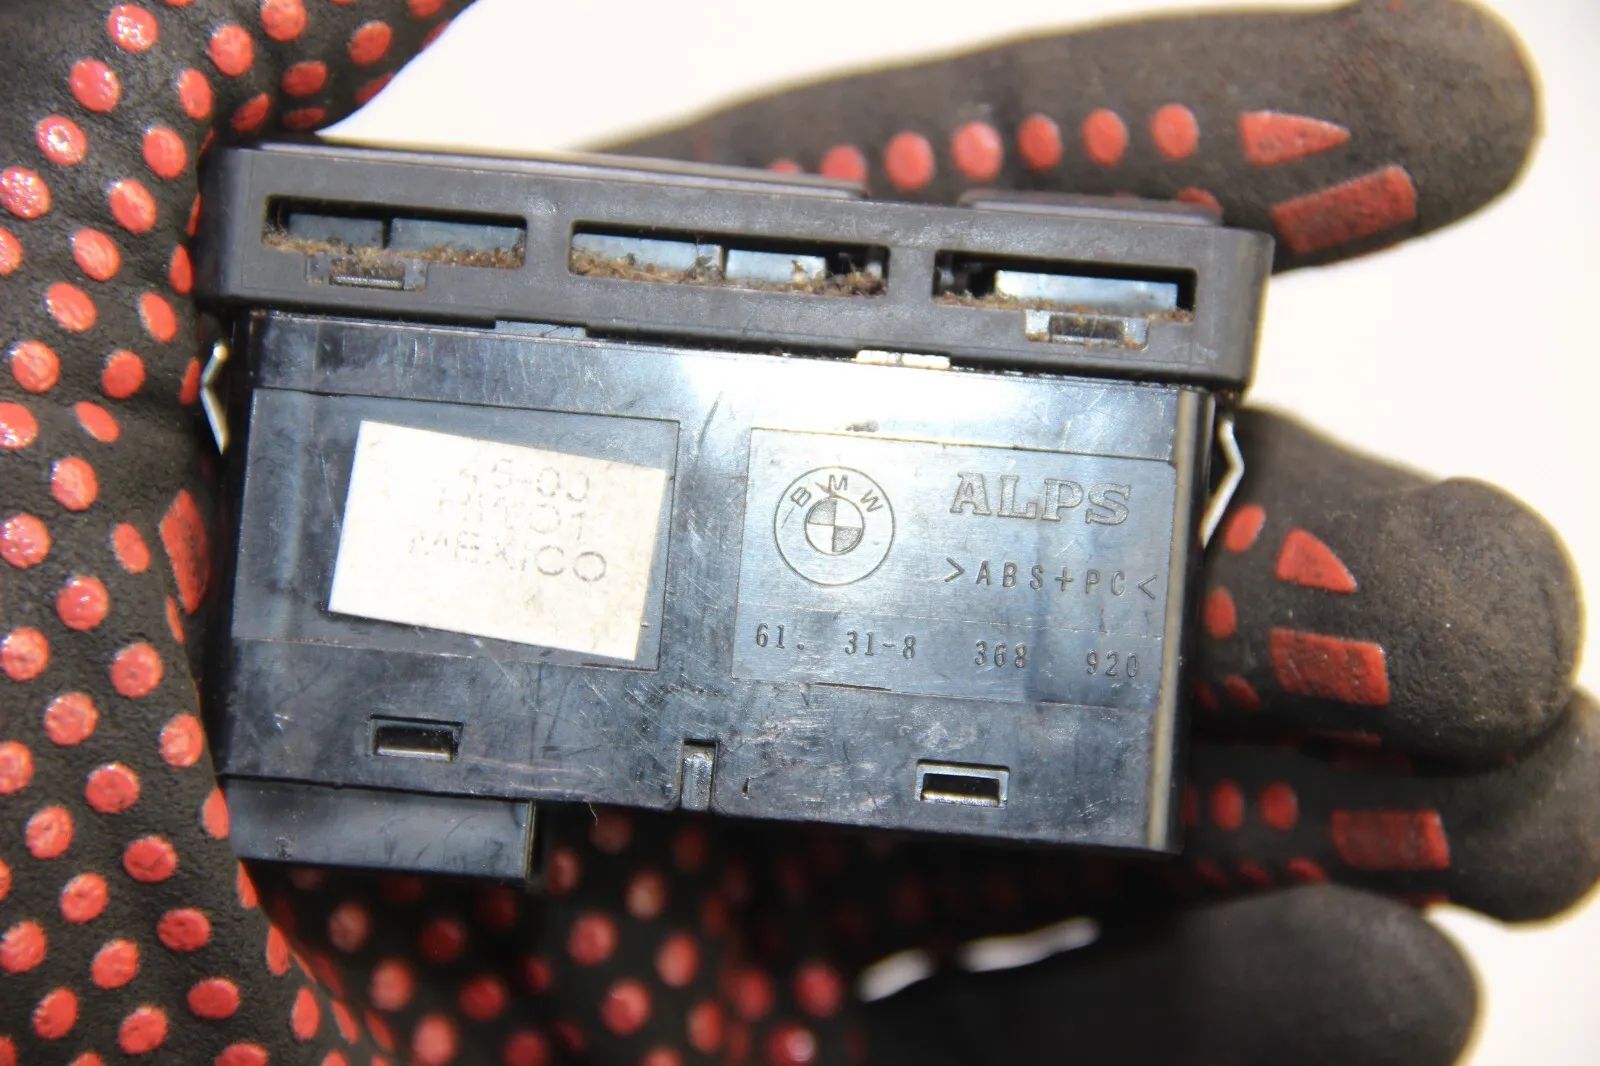 MEXICO
BMW
ALPS
>ABS+PC<
61. 31-8 368 920